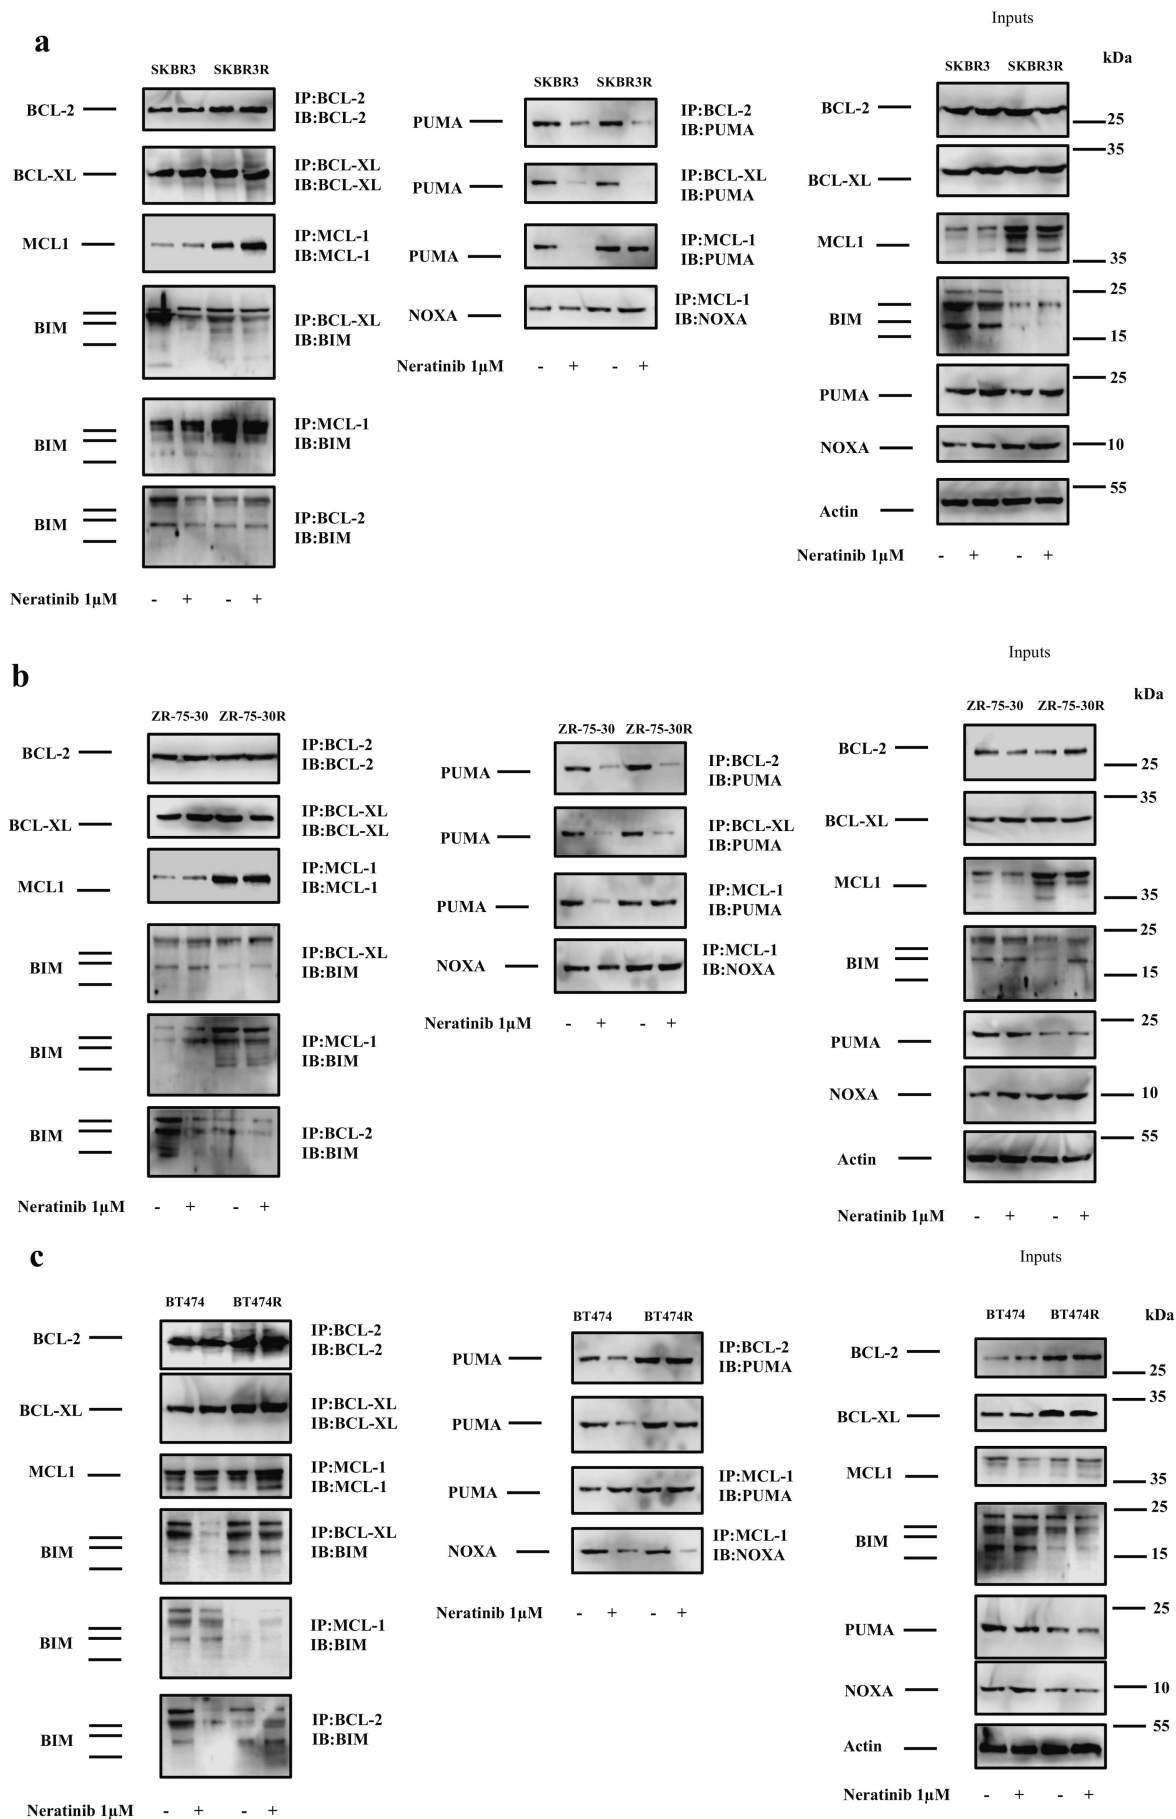 a
SKBR3 SKBR3R
BCL-2
IP:BCL-2
IB:BCL-2
BCL-XL
IP:BCL-XL
IB:BCL-XL
MCL1
IP:MCL-1
IB:MCL-1
BIM
IP:BCL-XL
IB:BIM
BIM
IP:MCL-1
IB:BIM
BIM
IP:BCL-2
IB:BIM
Neratinib 1µM - + - +
SKBR3 SKBR3R
PUMA
IP:BCL-2
IB:PUMA
PUMA
IP:BCL-XL
IB:PUMA
PUMA
IP:MCL-1
IB:PUMA
NOXA
IP:MCL-1
IB:NOXA
Neratinib 1µM - + - +
Inputs
SKBR3 SKBR3R
kDa
BCL-2
25
35
BCL-XL
MCL1
35
25
BIM
15
25
PUMA
NOXA
10
55
Actin
Neratinib 1µM - + - +
b
ZR-75-30 ZR-75-30R
BCL-2
IP:BCL-2
IB:BCL-2
BCL-XL
IP:BCL-XL
IB:BCL-XL
MCL1
IP:MCL-1
IB:MCL-1
BIM
IP:BCL-XL
IB:BIM
BIM
IP:MCL-1
IB:BIM
BIM
IP:BCL-2
IB:BIM
Neratinib 1µM - + - +
ZR-75-30 ZR-75-30R
PUMA
IP:BCL-2
IB:PUMA
PUMA
IP:BCL-XL
IB:PUMA
PUMA
IP:MCL-1
IB:PUMA
NOXA
IP:MCL-1
IB:NOXA
Neratinib 1µM - + - +
Inputs
kDa
ZR-75-30 ZR-75-30R
BCL-2
25
35
BCL-XL
MCL1
35
25
BIM
15
25
PUMA
NOXA
10
55
Actin
Neratinib 1µM - + - +
c
BT474 BT474R
BCL-2
IP:BCL-2
IB:BCL-2
BCL-XL
IP:BCL-XL
IB:BCL-XL
MCL1
IP:MCL-1
IB:MCL-1
BIM
IP:BCL-XL
IB:BIM
BIM
IP:MCL-1
IB:BIM
BIM
IP:BCL-2
IB:BIM
Neratinib 1µM - + - +
BT474 BT474R
PUMA
IP:BCL-2
IB:PUMA
PUMA
PUMA
IP:MCL-1
IB:PUMA
NOXA
IP:MCL-1
IB:NOXA
Neratinib 1µM - + - +
Inputs
BT474 BT474R
kDa
BCL-2
25
35
BCL-XL
MCL1
35
25
BIM
15
25
PUMA
NOXA
10
55
Actin
Neratinib 1µM - + - +